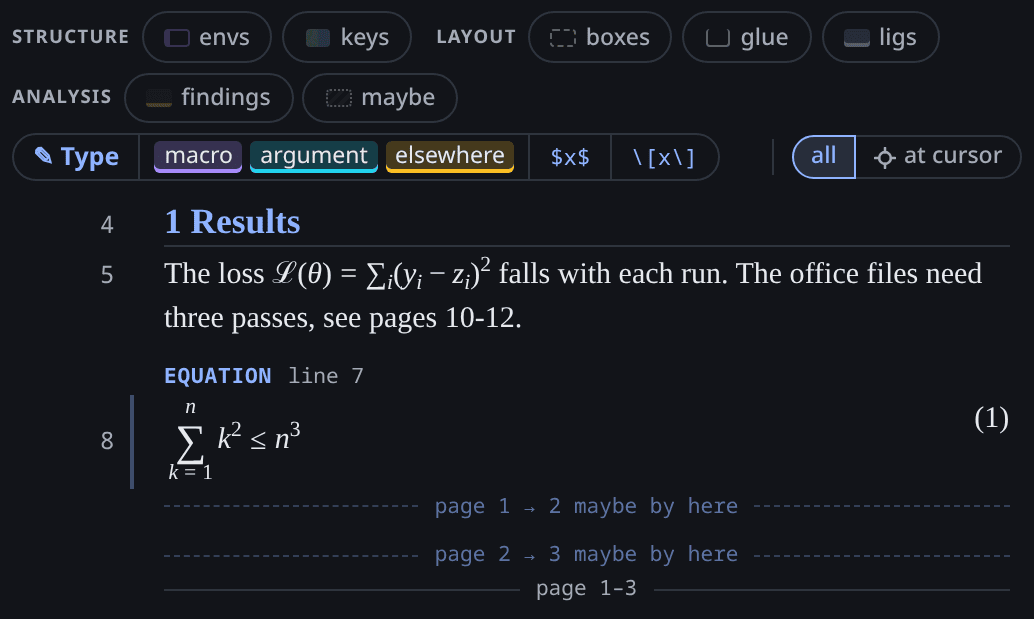 STRUCTURE envs keys LAYOUT boxes glue ligs
ANALYSIS findings maybe
✎ Type macro argument elsewhere $x$ \[x\] all at cursor
4 1 Results
5 The loss ℒ(θ) = ∑ᵢ(yᵢ − zᵢ)² falls with each run. The office files need
three passes, see pages 10-12.
EQUATION line 7
n
8 ∑ k² ≤ n³ (1)
k = 1
page 1 → 2 maybe by here
page 2 → 3 maybe by here
page 1–3